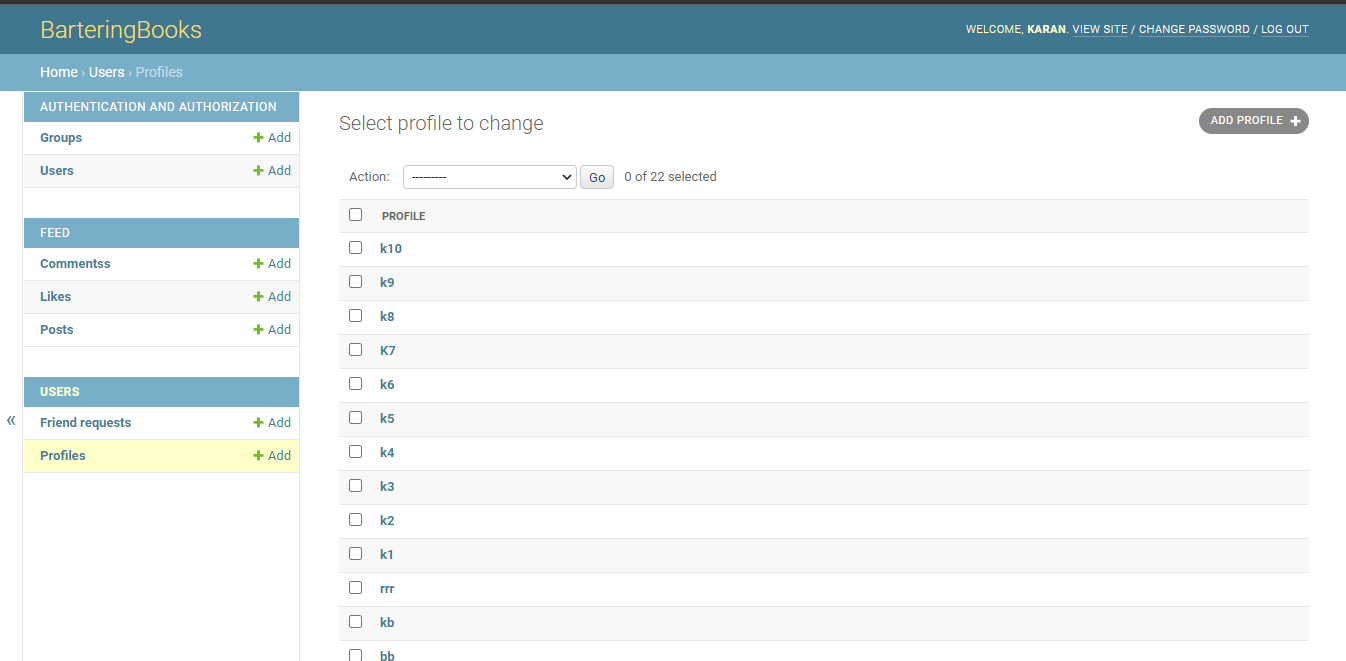 BarteringBooks
WELCOME, KARAN. VIEW SITE / CHANGE PASSWORD / LOG OUT
Home › Users › Profiles
AUTHENTICATION AND AUTHORIZATION
Groups + Add
Users + Add
FEED
Commentss + Add
Likes + Add
Posts + Add
USERS
Friend requests + Add
Profiles + Add
«
Select profile to change
ADD PROFILE +
Action: --------- Go 0 of 22 selected
PROFILE
k10
k9
k8
K7
k6
k5
k4
k3
k2
k1
rrr
kb
bb